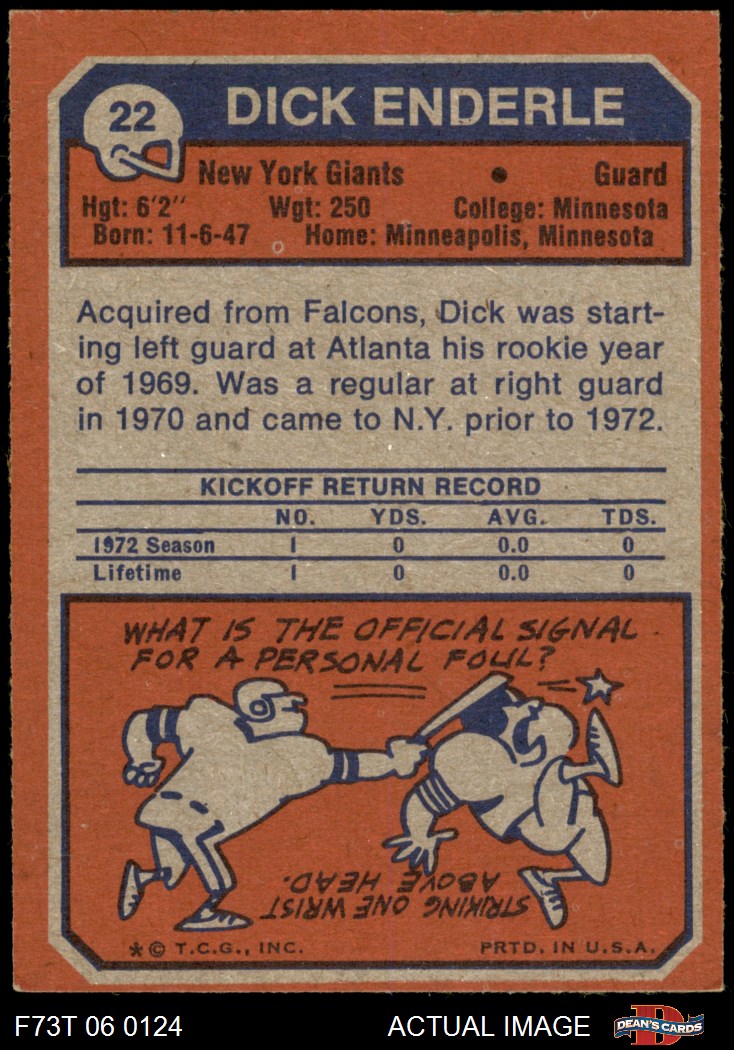 22
DICK ENDERLE
New York Giants • Guard
Hgt: 6'2" Wgt: 250 College: Minnesota
Born: 11-6-47 Home: Minneapolis, Minnesota
Acquired from Falcons, Dick was start-
ing left guard at Atlanta his rookie year
of 1969. Was a regular at right guard
in 1970 and came to N.Y. prior to 1972.
KICKOFF RETURN RECORD
NO. YDS. AVG. TDS.
1972 Season 1 0 0.0 0
Lifetime 1 0 0.0 0
WHAT IS THE OFFICIAL SIGNAL
FOR A PERSONAL FOUL?
STRIKING ONE WRIST
ABOVE HEAD.
*© T.C.G., INC. PRTD. IN U.S.A.
F73T 06 0124 ACTUAL IMAGE
D
DEAN'S CARDS